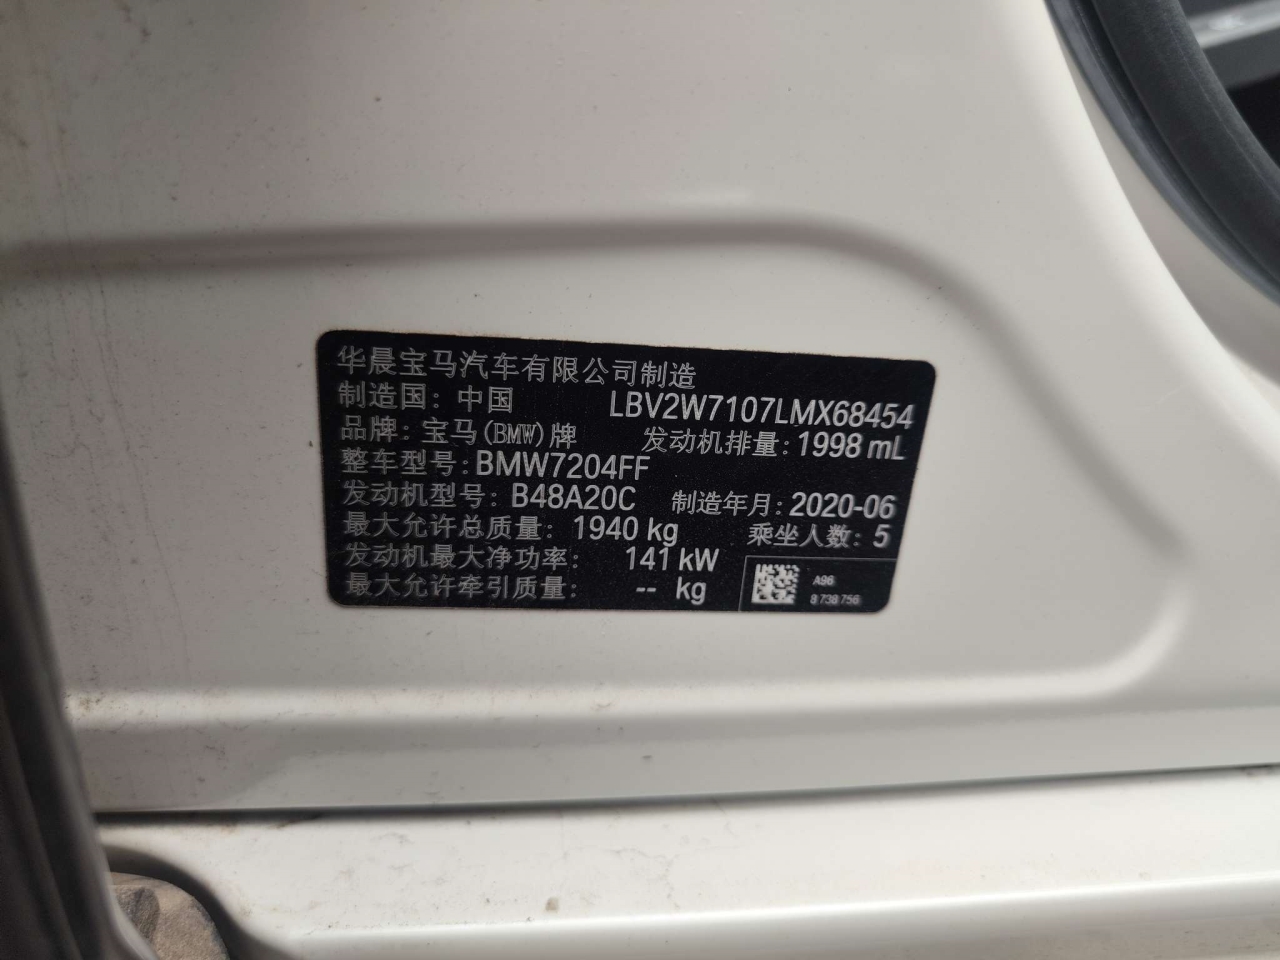 华晨宝马汽车有限公司制造
制造国: 中国 LBV2W7107LMX68454
品牌: 宝马(BMW)牌 发动机排量: 1998 mL
整车型号: BMW7204FF
发动机型号: B48A20C 制造年月: 2020-06
最大允许总质量: 1940 kg 乘坐人数: 5
发动机最大净功率: 141 kW
最大允许牵引质量: -- kg
A96
8 738 756